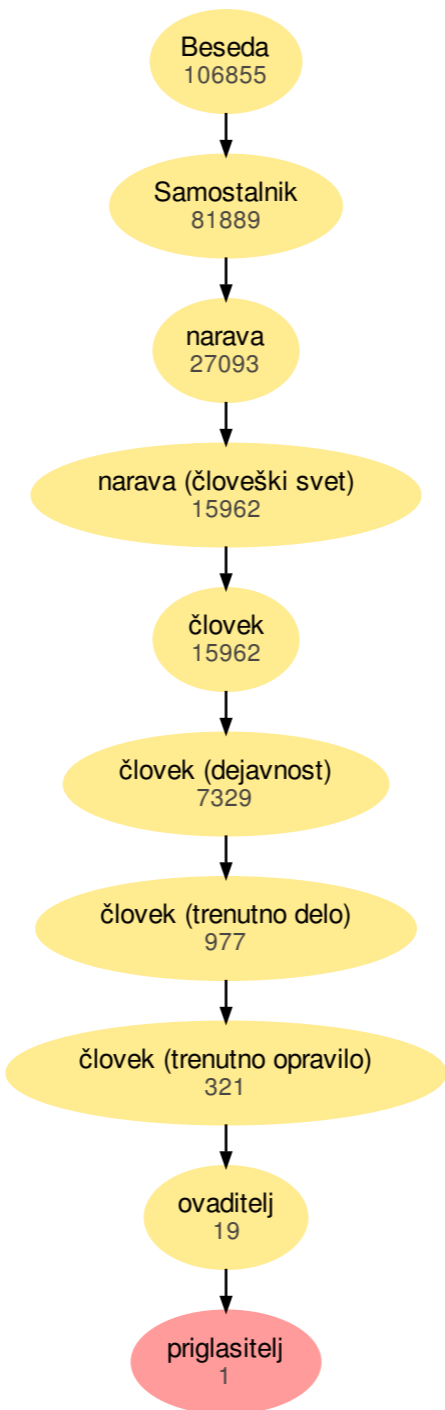 Beseda
106855
Samostalnik
81889
narava
27093
narava (človeški svet)
15962
človek
15962
človek (dejavnost)
7329
človek (trenutno delo)
977
človek (trenutno opravilo)
321
ovaditelj
19
priglasitelj
1